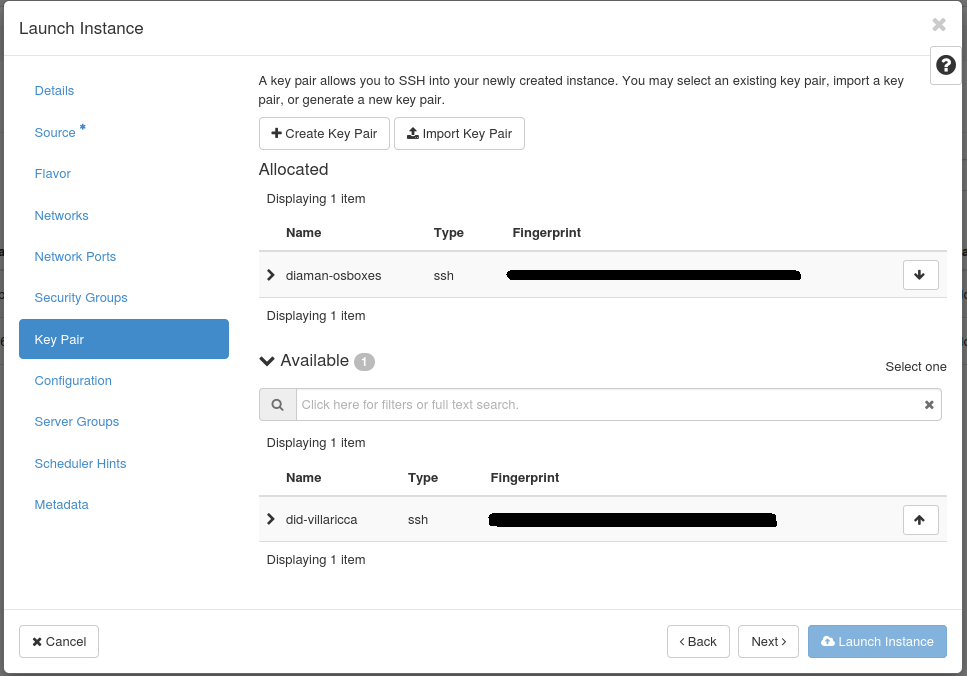 Launch Instance
Details
Source *
Flavor
Networks
Network Ports
Security Groups
Key Pair
Configuration
Server Groups
Scheduler Hints
Metadata
A key pair allows you to SSH into your newly created instance. You may select an existing key pair, import a key
pair, or generate a new key pair.
Create Key Pair Import Key Pair
Allocated
Displaying 1 item
Name Type Fingerprint
diaman-osboxes ssh
Displaying 1 item
Available 1
Select one
Click here for filters or full text search.
Displaying 1 item
Name Type Fingerprint
did-villaricca ssh
Displaying 1 item
Cancel
< Back Next > Launch Instance